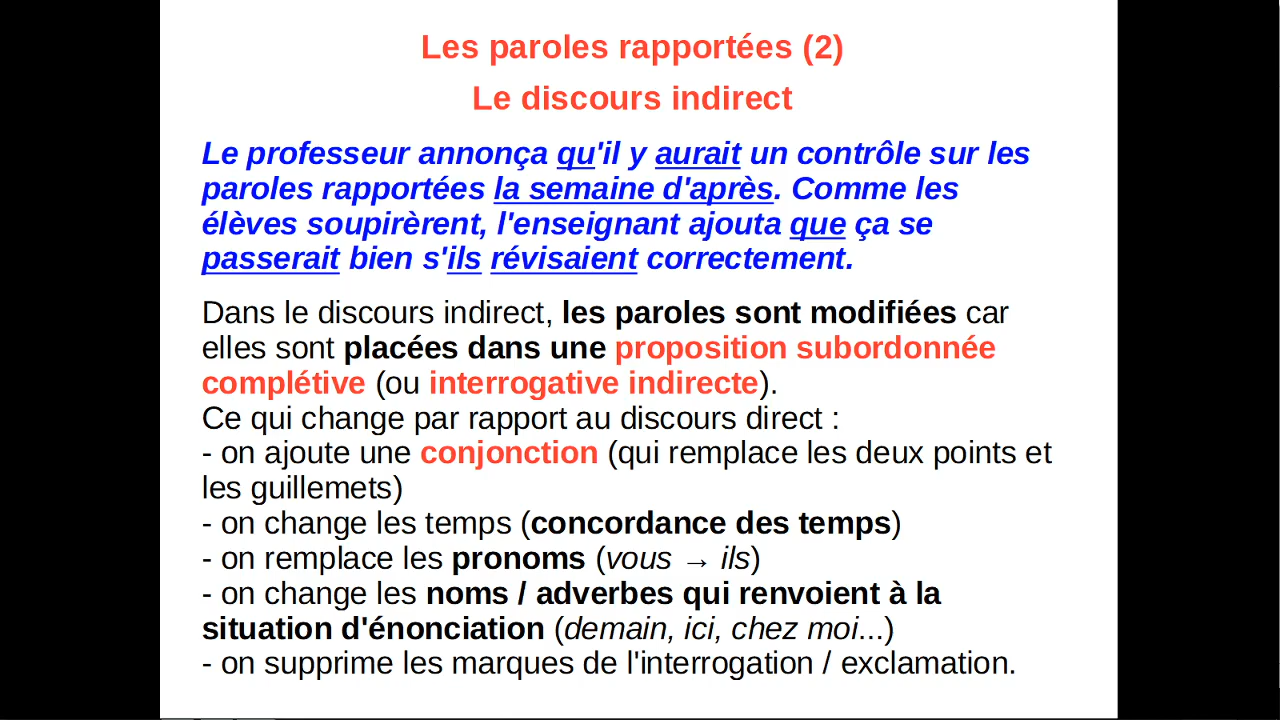 Les paroles rapportées (2)
Le discours indirect
Le professeur annonça qu'il y aurait un contrôle sur les
paroles rapportées la semaine d'après. Comme les
élèves soupirèrent, l'enseignant ajouta que ça se
passerait bien s'ils révisaient correctement.
Dans le discours indirect, les paroles sont modifiées car
elles sont placées dans une proposition subordonnée
complétive (ou interrogative indirecte).
Ce qui change par rapport au discours direct :
- on ajoute une conjonction (qui remplace les deux points et
les guillemets)
- on change les temps (concordance des temps)
- on remplace les pronoms (vous → ils)
- on change les noms / adverbes qui renvoient à la
situation d'énonciation (demain, ici, chez moi...)
- on supprime les marques de l'interrogation / exclamation.